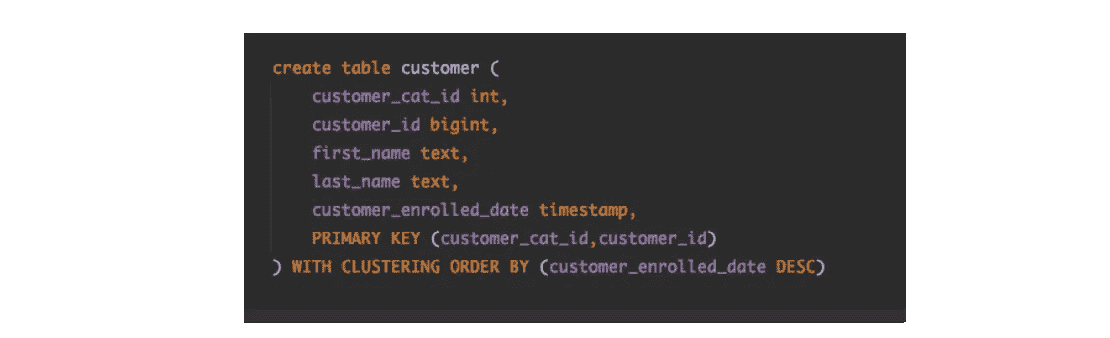 create table customer (
customer_cat_id int,
customer_id bigint,
first_name text,
last_name text,
customer_enrolled_date timestamp,
PRIMARY KEY (customer_cat_id,customer_id)
) WITH CLUSTERING ORDER BY (customer_enrolled_date DESC)